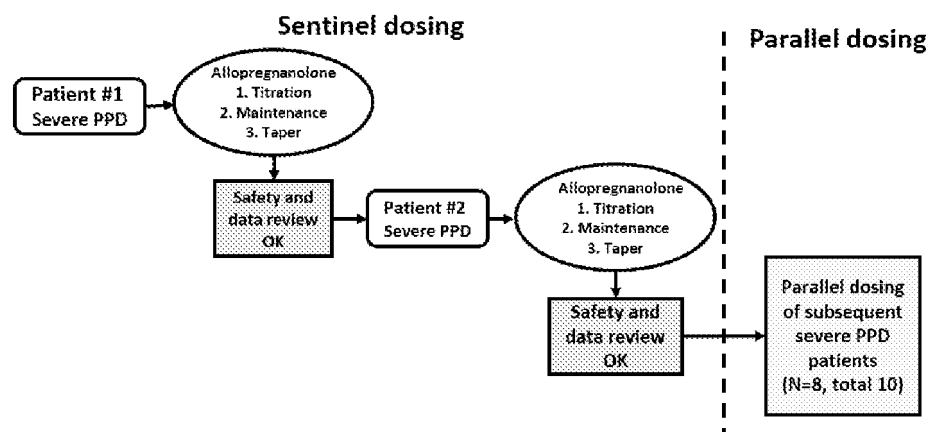 Sentinel dosing
Parallel dosing
Patient #1
Severe PPD
Allopregnanolone
1. Titration
2. Maintenance
3. Taper
Safety and
data review
OK
Patient #2
Severe PPD
Allopregnanolone
1. Titration
2. Maintenance
3. Taper
Safety and
data review
OK
Parallel dosing
of subsequent
severe PPD
patients
(N=8, total 10)